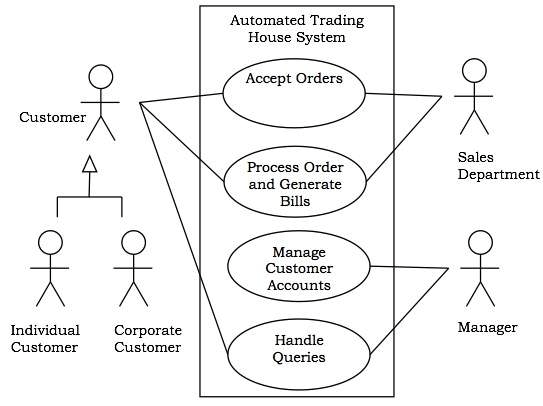 Automated Trading
House System
Accept Orders
Customer
Process Order
and Generate
Bills
Sales
Department
Manage
Customer
Accounts
Individual
Customer
Corporate
Customer
Handle
Queries
Manager